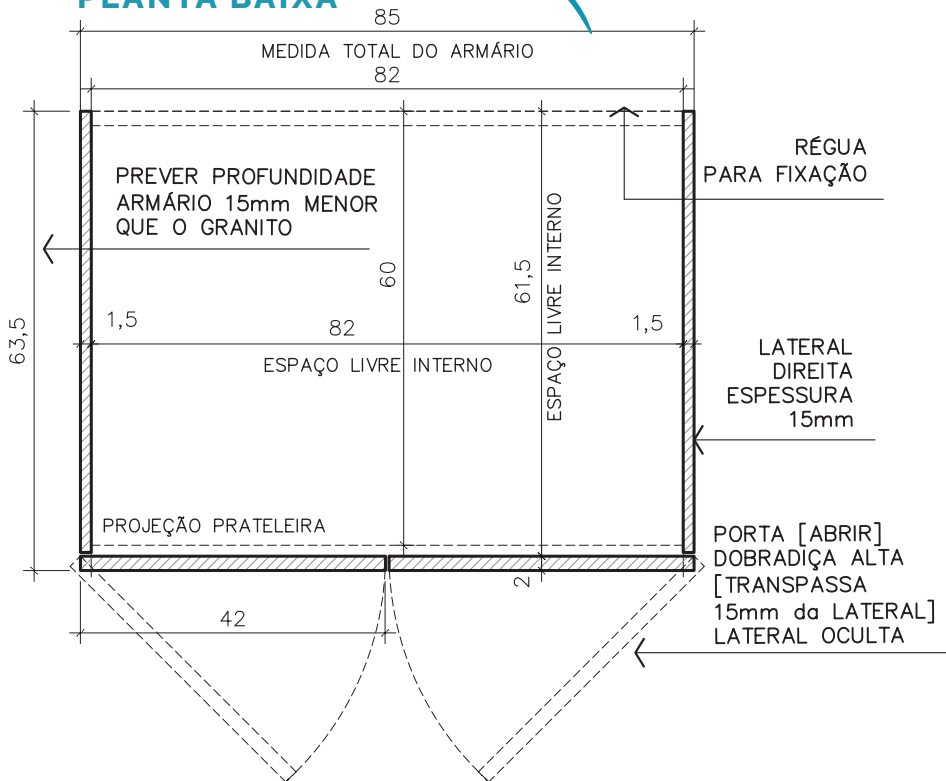 PLANTA BAIXA
85
MEDIDA TOTAL DO ARMÁRIO
82
RÉGUA
PARA FIXAÇÃO
PREVER PROFUNDIDADE
ARMÁRIO 15mm MENOR
QUE O GRANITO
63,5
60
61,5
ESPAÇO LIVRE INTERNO
1,5
82
1,5
ESPAÇO LIVRE INTERNO
LATERAL
DIREITA
ESPESSURA
15mm
PROJEÇÃO PRATELEIRA
2
42
PORTA [ABRIR]
DOBRADIÇA ALTA
[TRANSPASSA
15mm da LATERAL]
LATERAL OCULTA